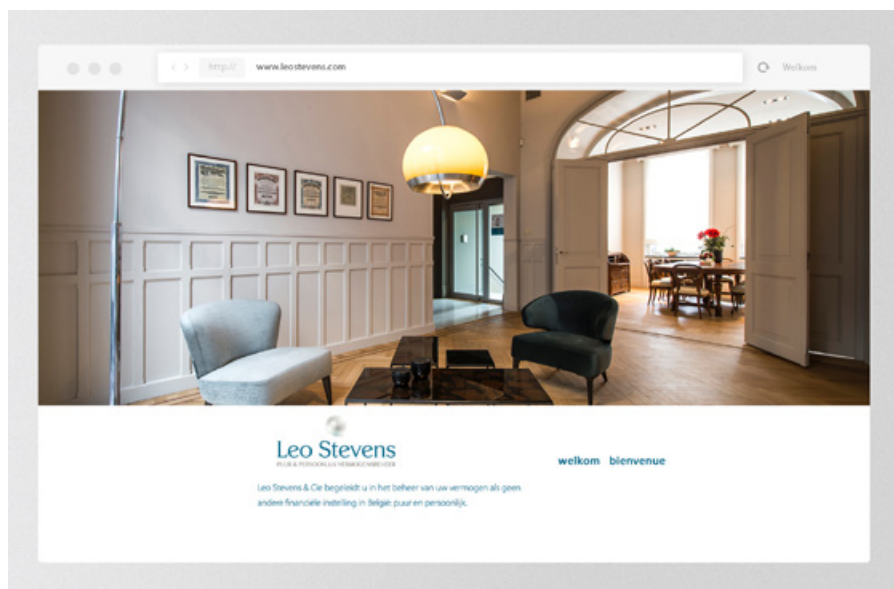 http://
www.leostevens.com
Welkom
Leo Stevens
PUUR & PERSOONLIJK VERMOGENSBEHEER
welkom bienvenue
Leo Stevens & Cie begeleidt u in het beheer van uw vermogen als geen
andere financiële instelling in België: puur en persoonlijk.